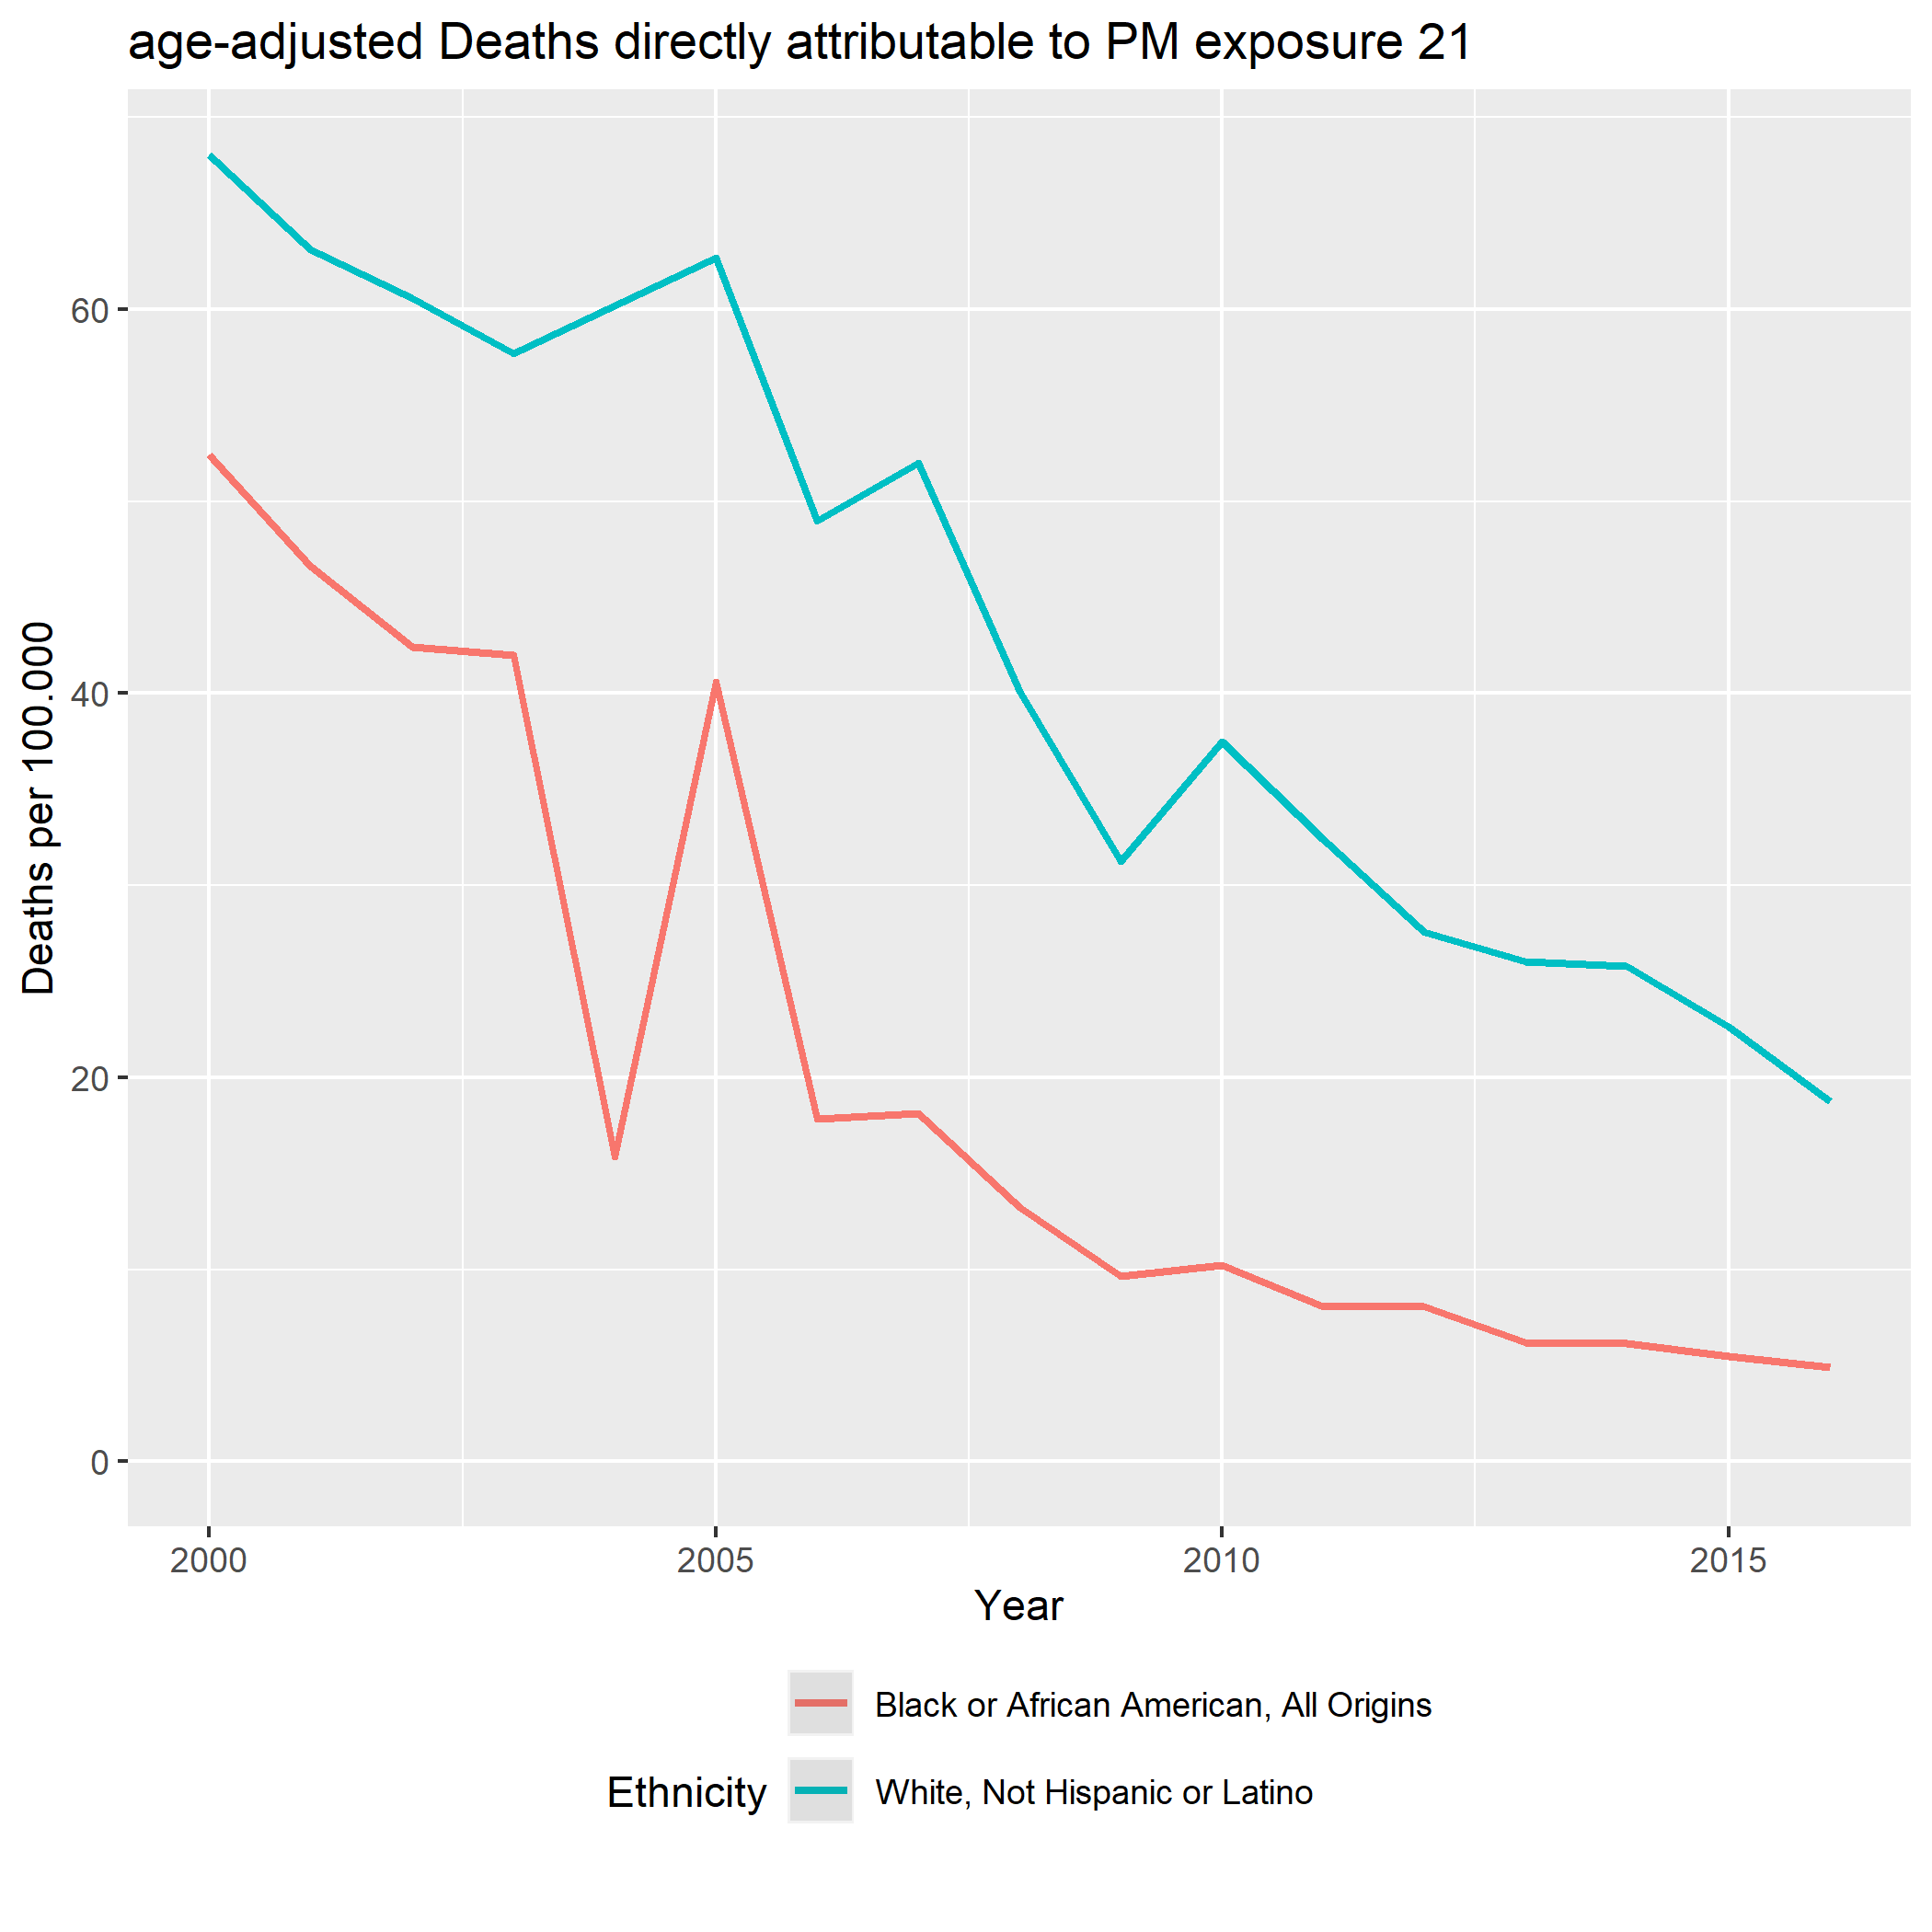 age-adjusted Deaths directly attributable to PM exposure 21
Deaths per 100.000
60
40
20
0
2000 2005 2010 2015
Year
Ethnicity
Black or African American, All Origins
White, Not Hispanic or Latino